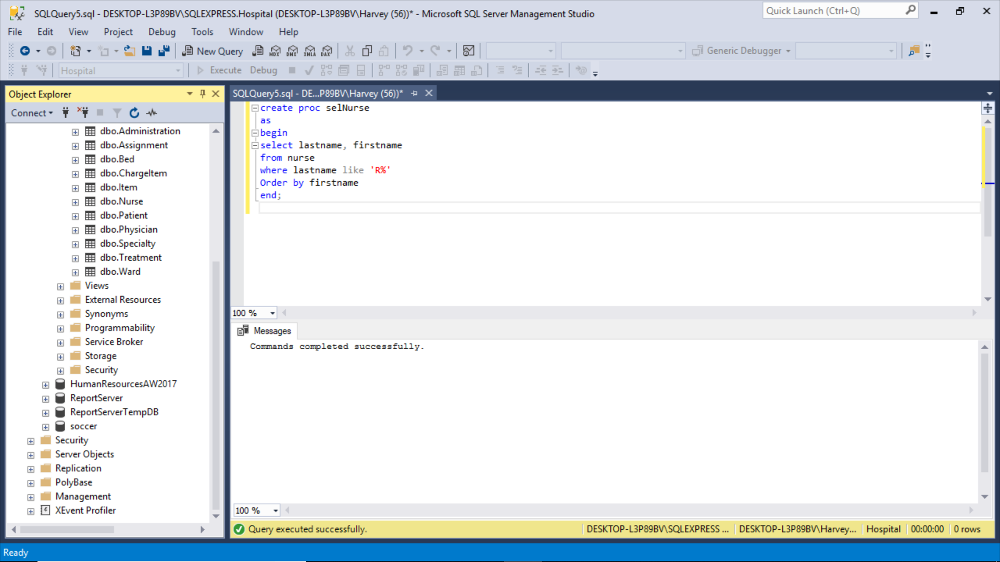 SQLQuery5.sql - DESKTOP-L3P89BV\SQLEXPRESS.Hospital (DESKTOP-L3P89BV\Harvey (56))* - Microsoft SQL Server Management Studio
Quick Launch (Ctrl+Q)
File Edit View Project Debug Tools Window Help
New Query MDX DMX XMLA DAX Generic Debugger
Hospital Execute Debug
Object Explorer
Connect
dbo.Administration
dbo.Assignment
dbo.Bed
dbo.ChargeItem
dbo.Item
dbo.Nurse
dbo.Patient
dbo.Physician
dbo.Specialty
dbo.Treatment
dbo.Ward
Views
External Resources
Synonyms
Programmability
Service Broker
Storage
Security
HumanResourcesAW2017
ReportServer
ReportServerTempDB
soccer
Security
Server Objects
Replication
PolyBase
Management
XEvent Profiler
SQLQuery5.sql - DE...P89BV\Harvey (56))*
create proc selNurse
as
begin
select lastname, firstname
from nurse
where lastname like 'R%'
Order by firstname
end;
100 %
Messages
Commands completed successfully.
100 %
Query executed successfully. DESKTOP-L3P89BV\SQLEXPRESS ... DESKTOP-L3P89BV\Harvey... Hospital 00:00:00 0 rows
Ready